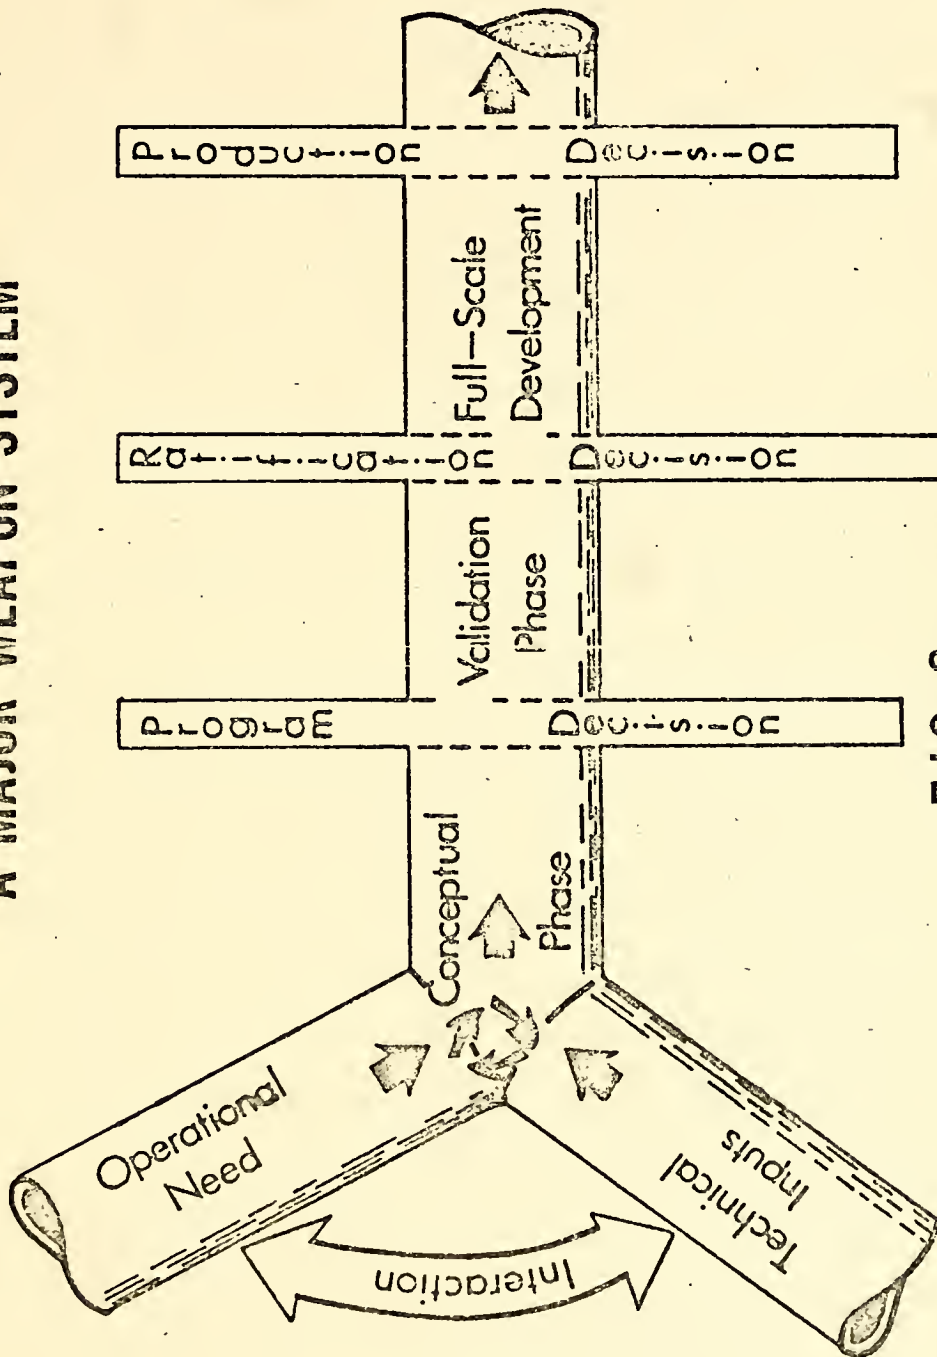 A MAJOR WEAPON SYSTEM
Operational
Need
Interaction
Technical
Inputs
Conceptual
Phase
Program
Decision
Validation
Phase
Ratification
Decision
Full-Scale
Development
Production
Decision